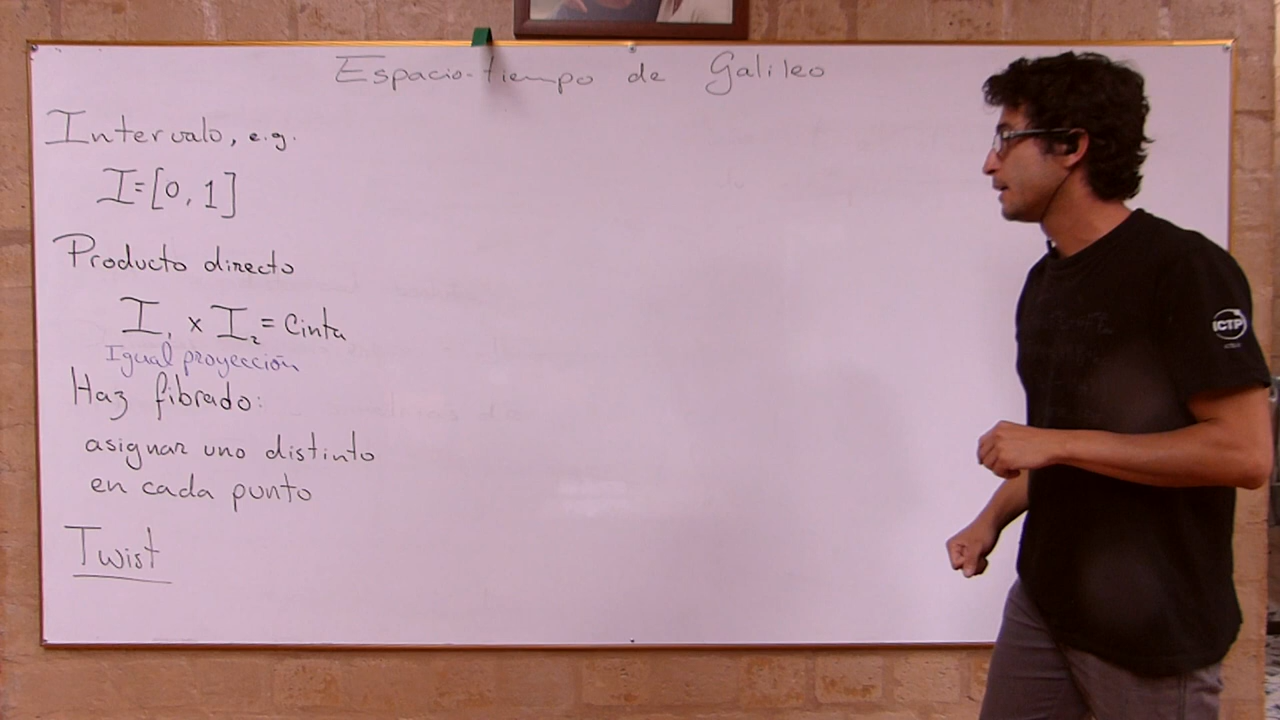 Espacio-tiempo de Galileo
Intervalo, e.g.
I=[0, 1]
Producto directo
I₁ x I₂ = Cinta
Igual proyección
Haz fibrado:
asignar uno distinto
en cada punto
Twist
ICTP